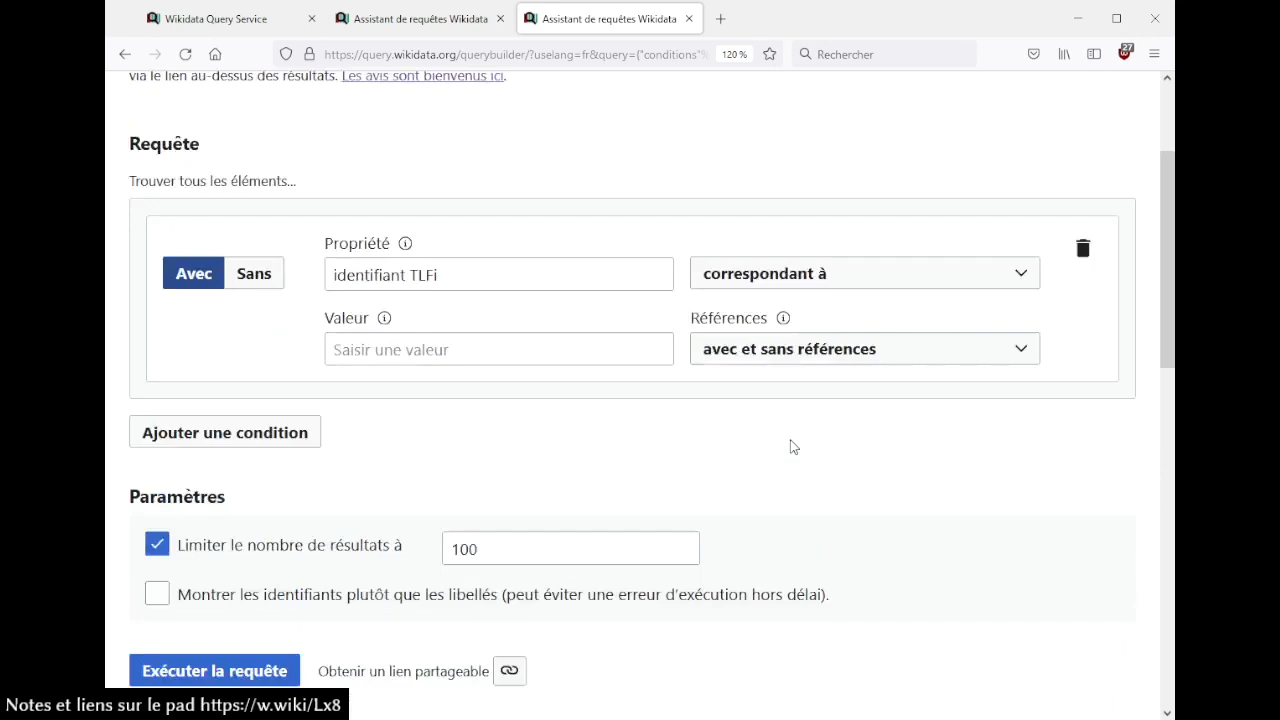 Wikidata Query Service
Assistant de requêtes Wikidata
Assistant de requêtes Wikidata
https://query.wikidata.org/querybuilder/?uselang=fr&query={"conditions"%
120 %
Rechercher
27
via le lien au-dessus des résultats. Les avis sont bienvenus ici.
Requête
Trouver tous les éléments...
Avec
Sans
Propriété
identifiant TLFi
correspondant à
Valeur
Références
Saisir une valeur
avec et sans références
Ajouter une condition
Paramètres
Limiter le nombre de résultats à
100
Montrer les identifiants plutôt que les libellés (peut éviter une erreur d’exécution hors délai).
Exécuter la requête
Obtenir un lien partageable
Notes et liens sur le pad https://w.wiki/Lx8